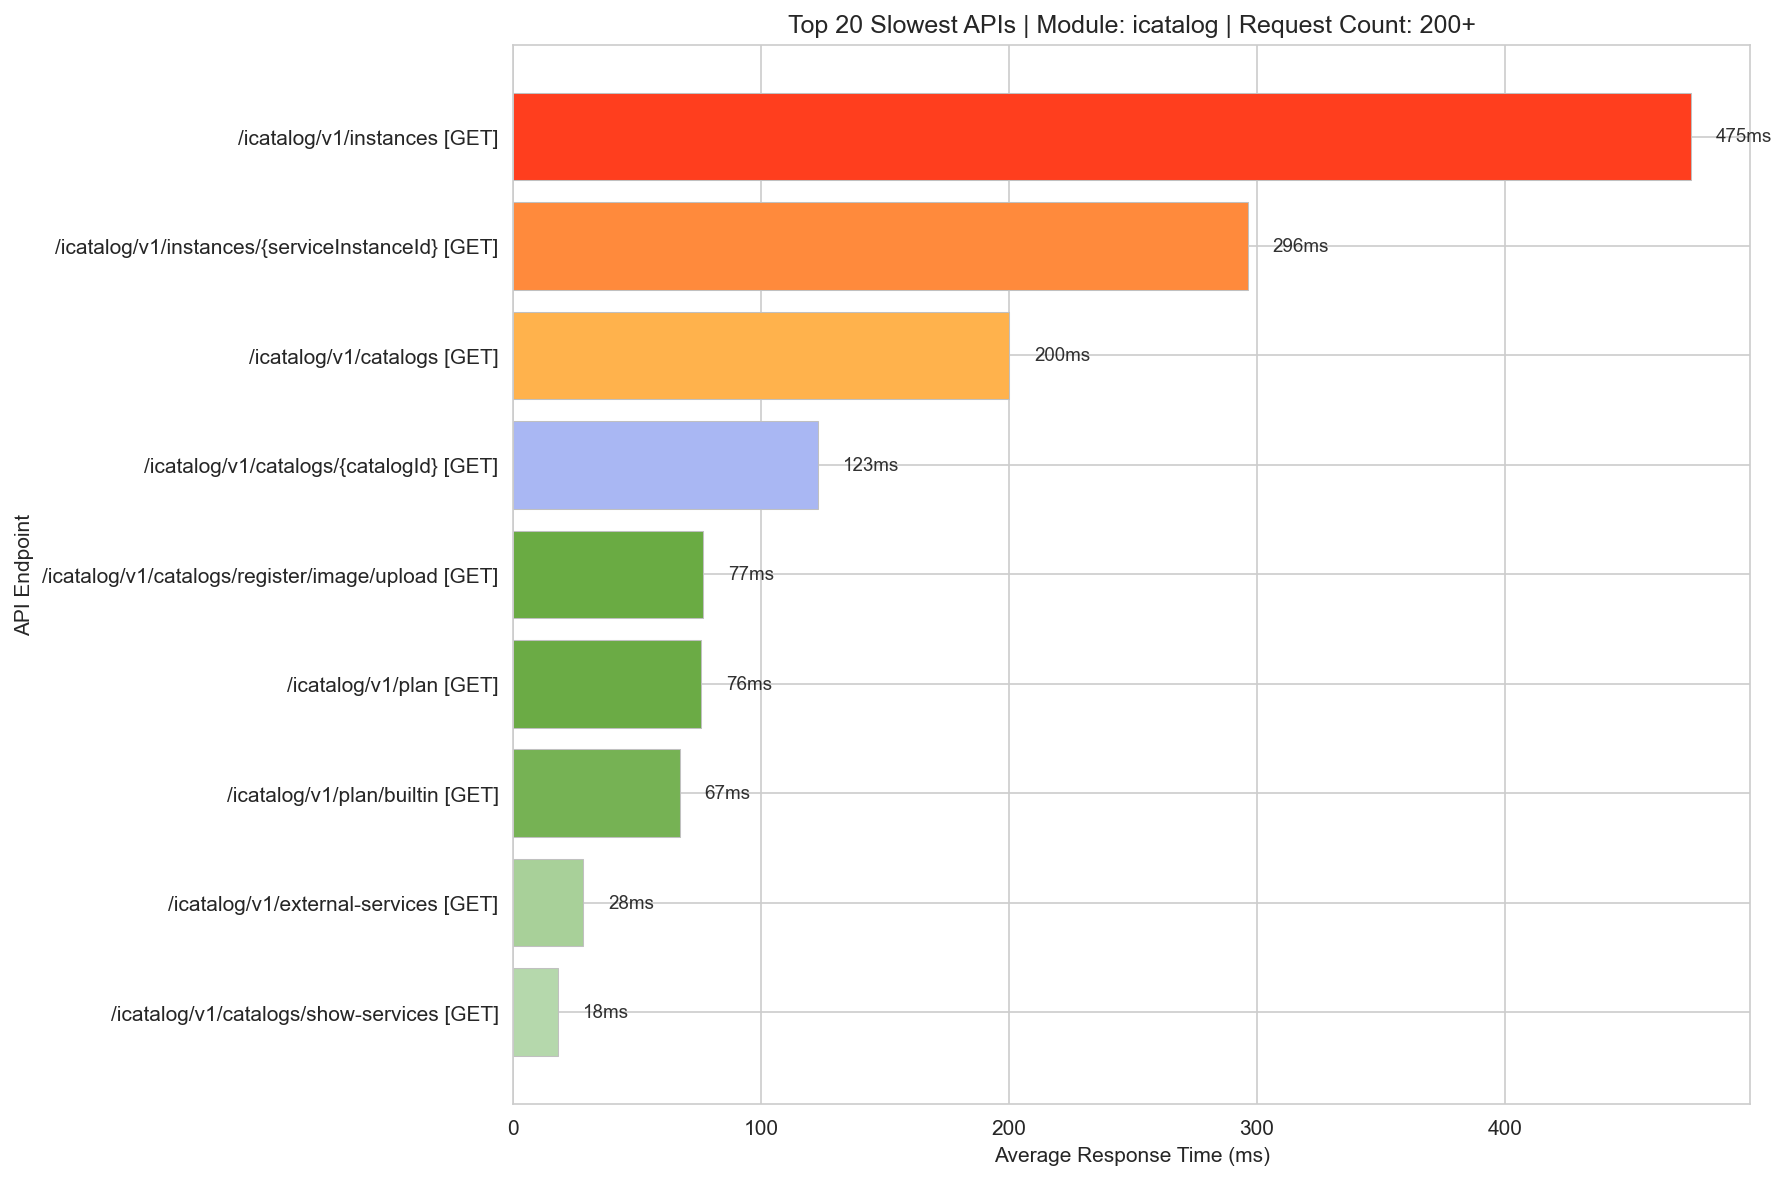 Top 20 Slowest APIs | Module: icatalog | Request Count: 200+
/icatalog/v1/instances [GET]
475ms
/icatalog/v1/instances/{serviceInstanceId} [GET]
296ms
/icatalog/v1/catalogs [GET]
200ms
/icatalog/v1/catalogs/{catalogId} [GET]
123ms
/icatalog/v1/catalogs/register/image/upload [GET]
77ms
/icatalog/v1/plan [GET]
76ms
/icatalog/v1/plan/builtin [GET]
67ms
/icatalog/v1/external-services [GET]
28ms
/icatalog/v1/catalogs/show-services [GET]
18ms
API Endpoint
0 100 200 300 400
Average Response Time (ms)